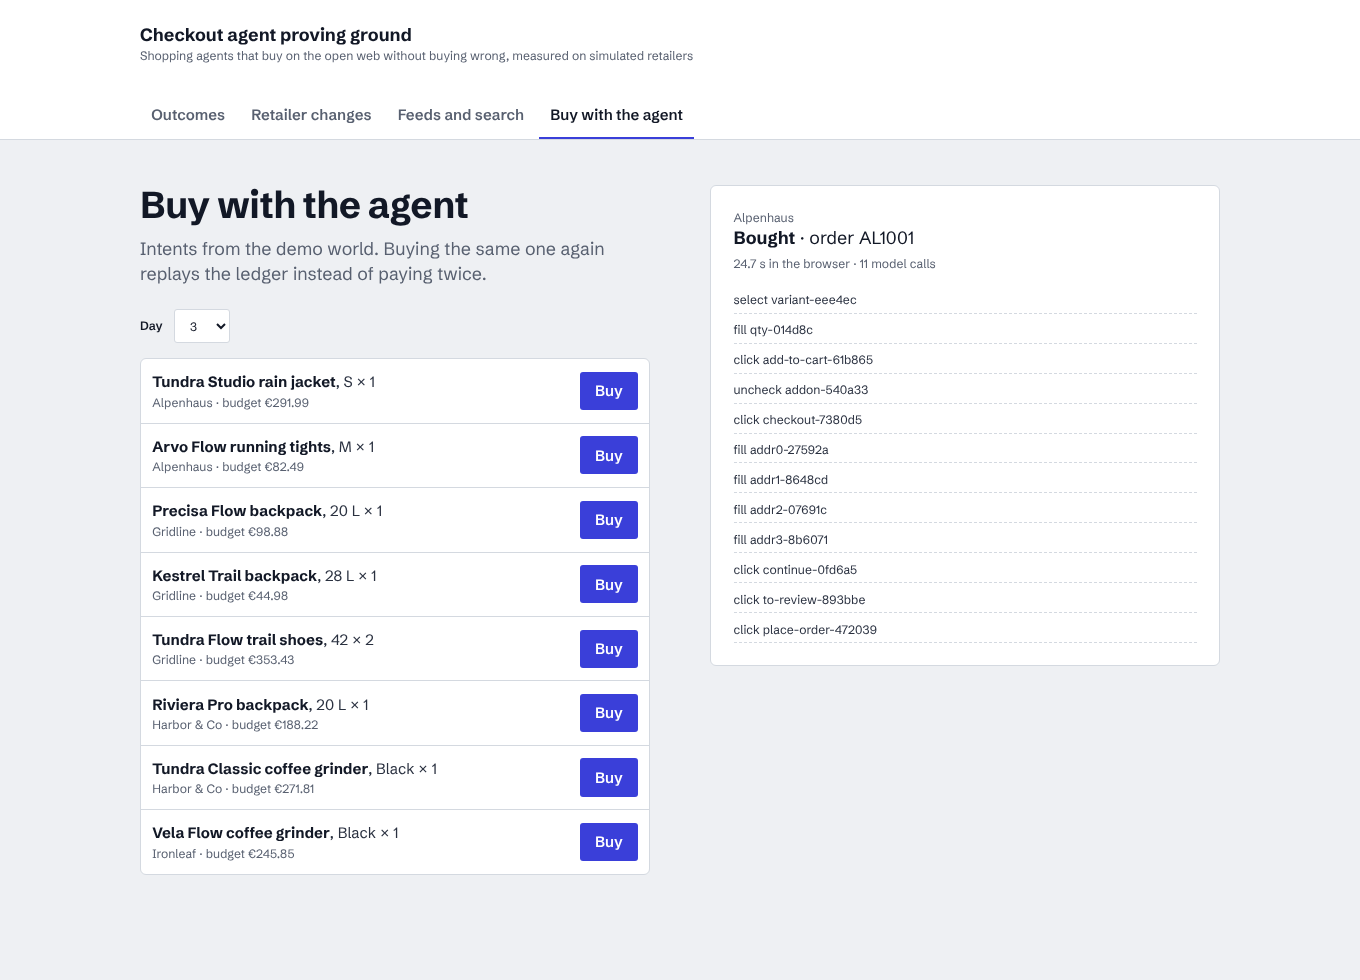 Checkout agent proving ground
Shopping agents that buy on the open web without buying wrong, measured on simulated retailers
Outcomes
Retailer changes
Feeds and search
Buy with the agent
Buy with the agent
Intents from the demo world. Buying the same one again
replays the ledger instead of paying twice.
Day 3
Tundra Studio rain jacket, S × 1
Alpenhaus · budget €291.99
Buy
Arvo Flow running tights, M × 1
Alpenhaus · budget €82.49
Buy
Precisa Flow backpack, 20 L × 1
Gridline · budget €98.88
Buy
Kestrel Trail backpack, 28 L × 1
Gridline · budget €44.98
Buy
Tundra Flow trail shoes, 42 × 2
Gridline · budget €353.43
Buy
Riviera Pro backpack, 20 L × 1
Harbor & Co · budget €188.22
Buy
Tundra Classic coffee grinder, Black × 1
Harbor & Co · budget €271.81
Buy
Vela Flow coffee grinder, Black × 1
Ironleaf · budget €245.85
Buy
Alpenhaus
Bought · order AL1001
24.7 s in the browser · 11 model calls
select variant-eee4ec
fill qty-014d8c
click add-to-cart-61b865
uncheck addon-540a33
click checkout-7380d5
fill addr0-27592a
fill addr1-8648cd
fill addr2-07691c
fill addr3-8b6071
click continue-0fd6a5
click to-review-893bbe
click place-order-472039